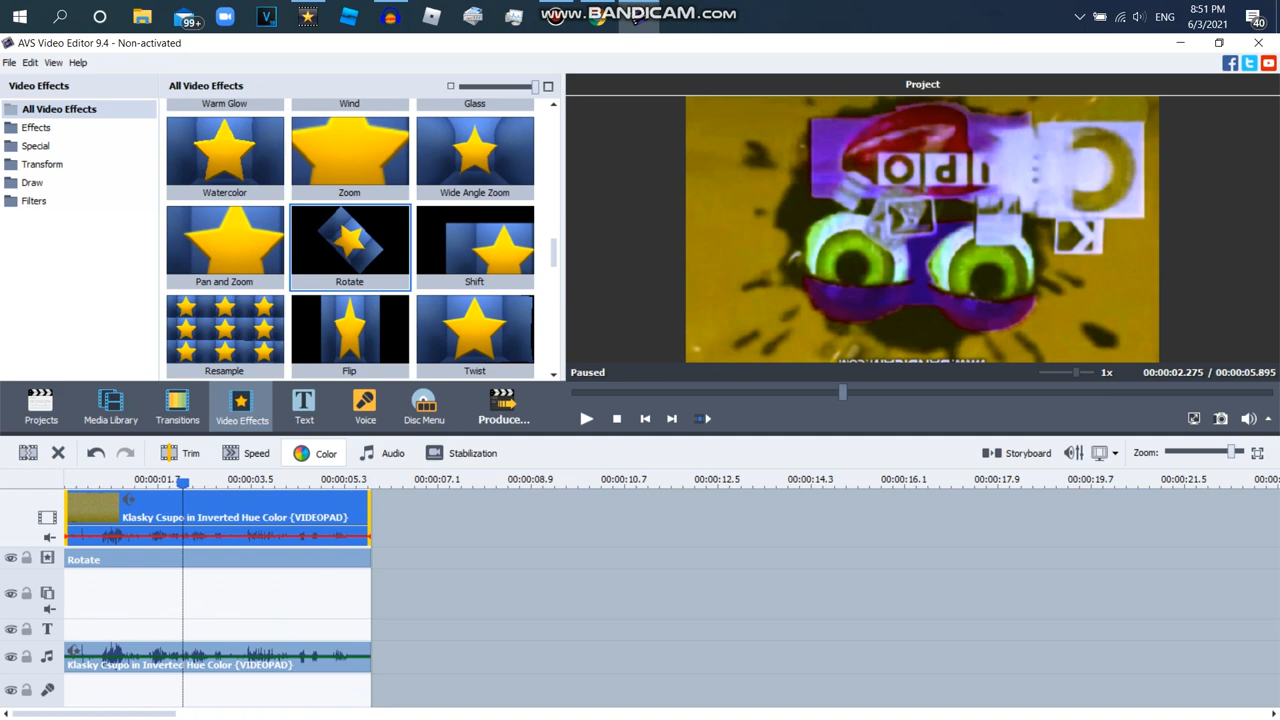 www.BANDICAM.com
99+
ENG
8:51 PM
6/3/2021
40
AVS Video Editor 9.4 - Non-activated
File Edit View Help
Video Effects
All Video Effects
Effects
Special
Transform
Draw
Filters
All Video Effects
Warm Glow Wind Glass
Watercolor Zoom Wide Angle Zoom
Pan and Zoom Rotate Shift
Resample Flip Twist
Project
Paused
1x
00:00:02.275 / 00:00:05.895
Projects Media Library Transitions Video Effects Text Voice Disc Menu Produce...
Trim Speed Color Audio Stabilization
Storyboard
Zoom:
00:00:01.7 00:00:03.5 00:00:05.3 00:00:07.1 00:00:08.9 00:00:10.7 00:00:12.5 00:00:14.3 00:00:16.1 00:00:17.9 00:00:19.7 00:00:21.5 00:00:
Klasky Csupo in Inverted Hue Color {VIDEOPAD}
Rotate
T
Klasky Csupo in Inverted Hue Color {VIDEOPAD}